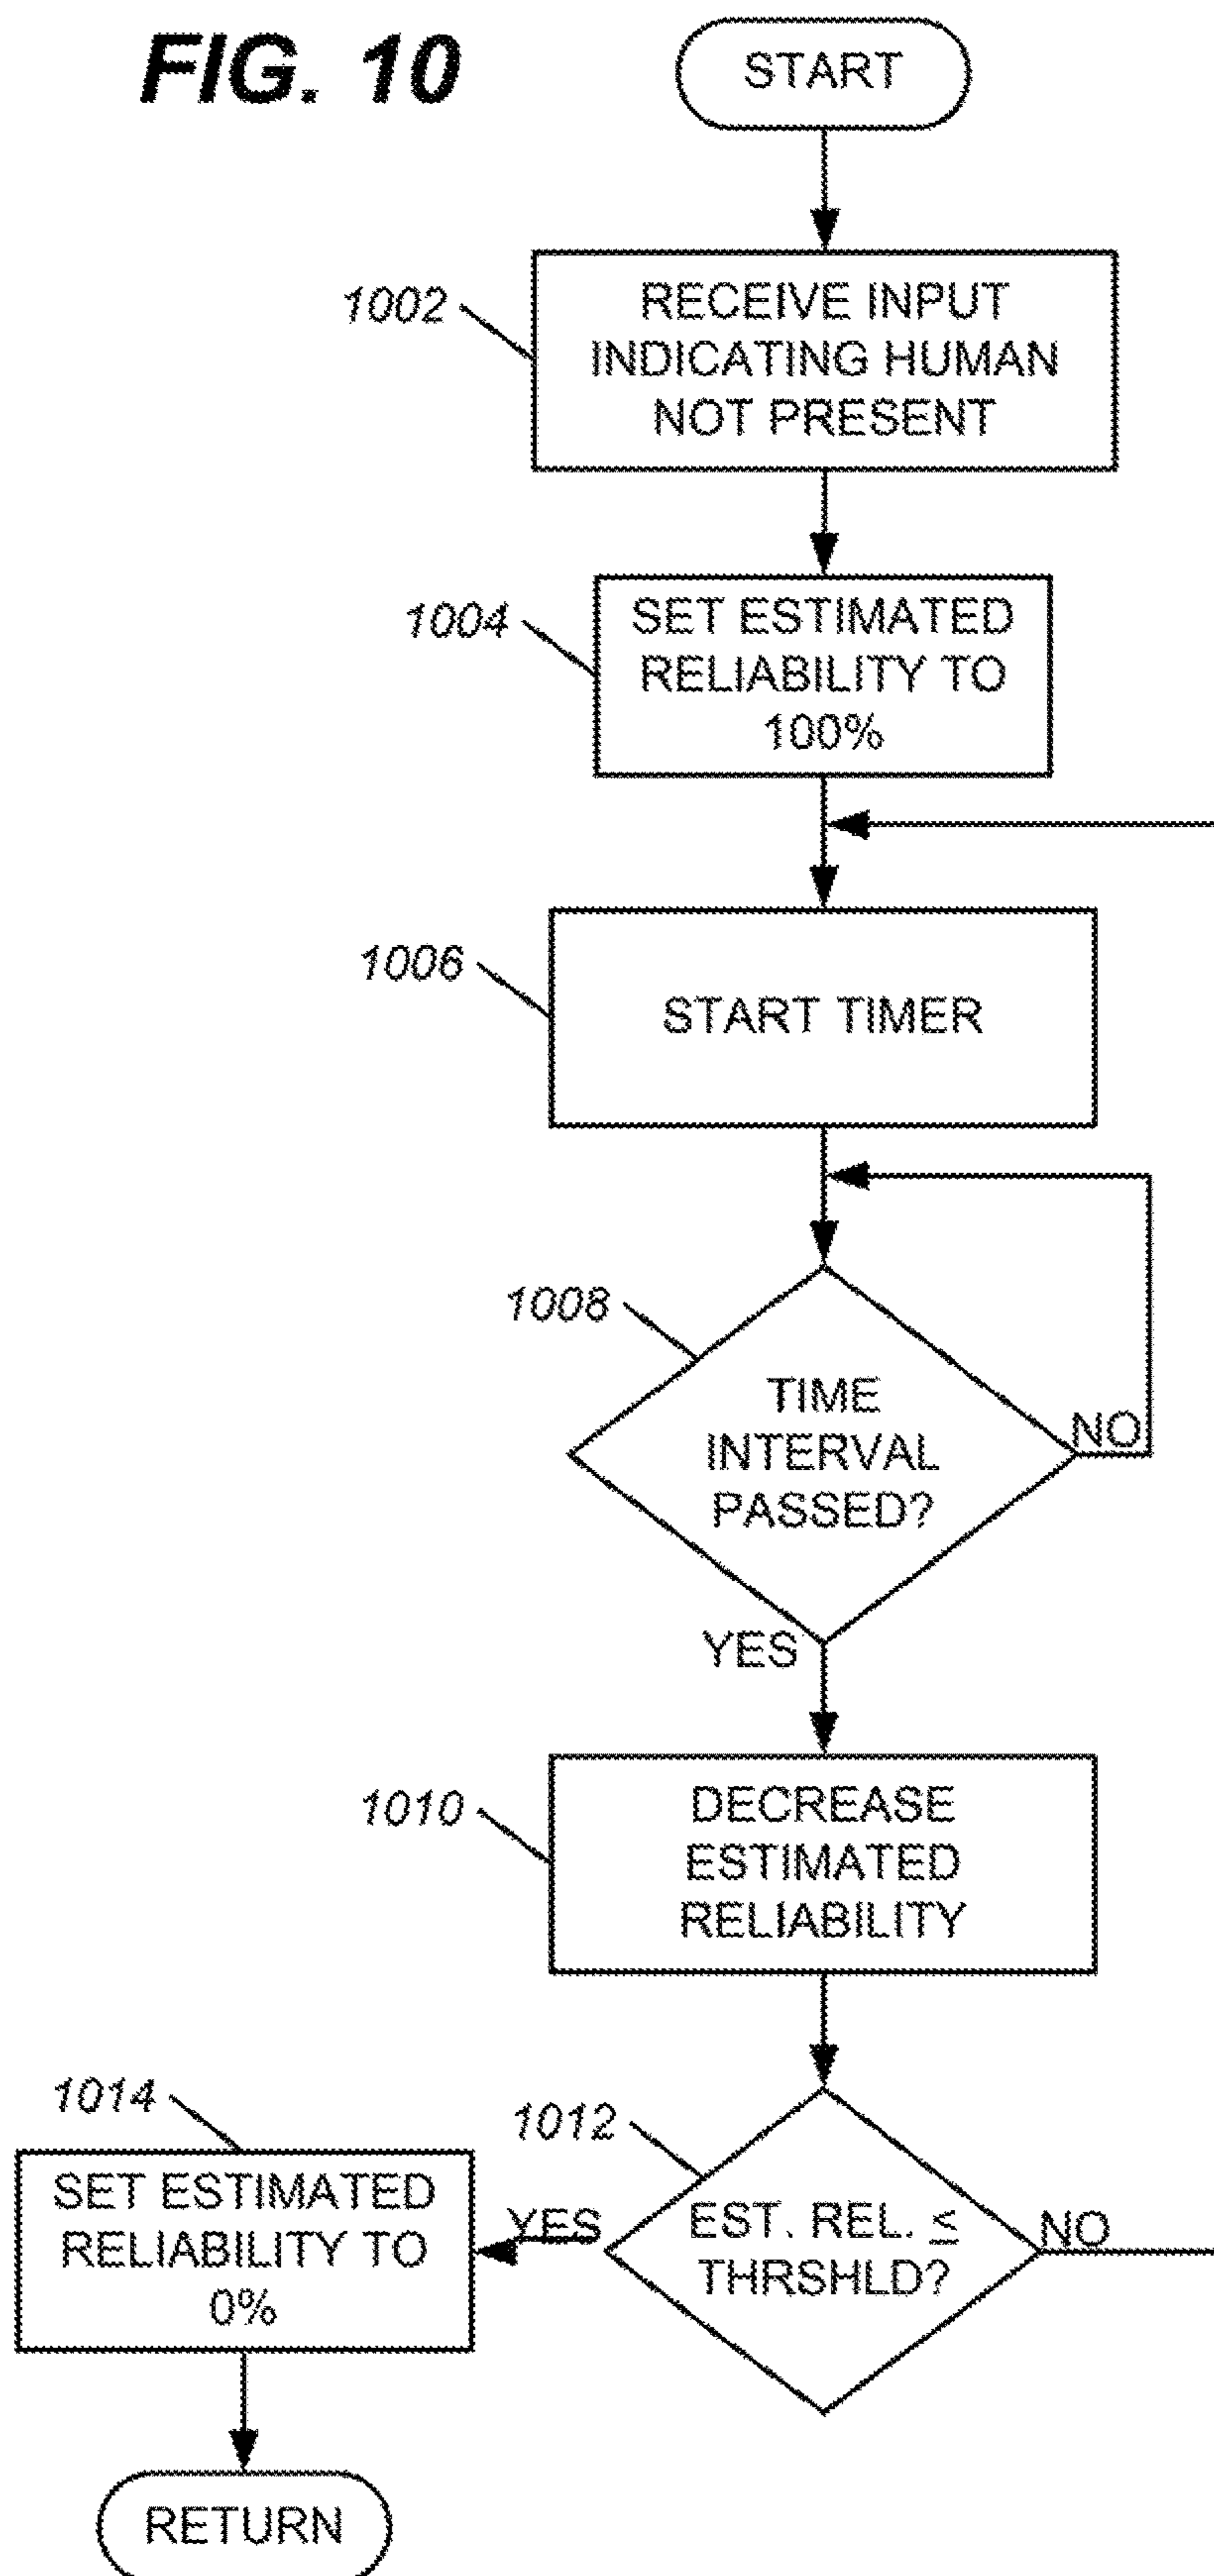 FIG. 10
START
1002
RECEIVE INPUT
INDICATING HUMAN
NOT PRESENT
1004
SET ESTIMATED
RELIABILITY TO
100%
1006
START TIMER
1008
TIME
INTERVAL
PASSED?
NO
YES
1010
DECREASE
ESTIMATED
RELIABILITY
1012
EST. REL. ≤
THRSHLD?
NO
YES
1014
SET ESTIMATED
RELIABILITY TO
0%
RETURN